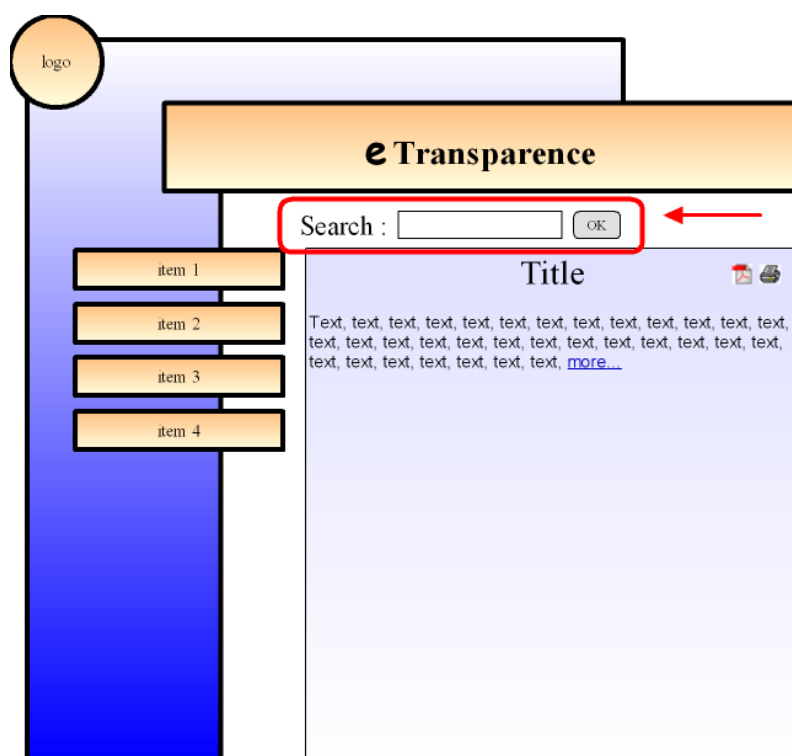 logo
e Transparence
Search :
OK
item 1
item 2
item 3
item 4
Title
Text, text, text, text, text, text, text, text, text, text, text, text, text,
text, text, text, text, text, text, text, text, text, text, text, text, text,
text, text, text, text, text, text, text, more...